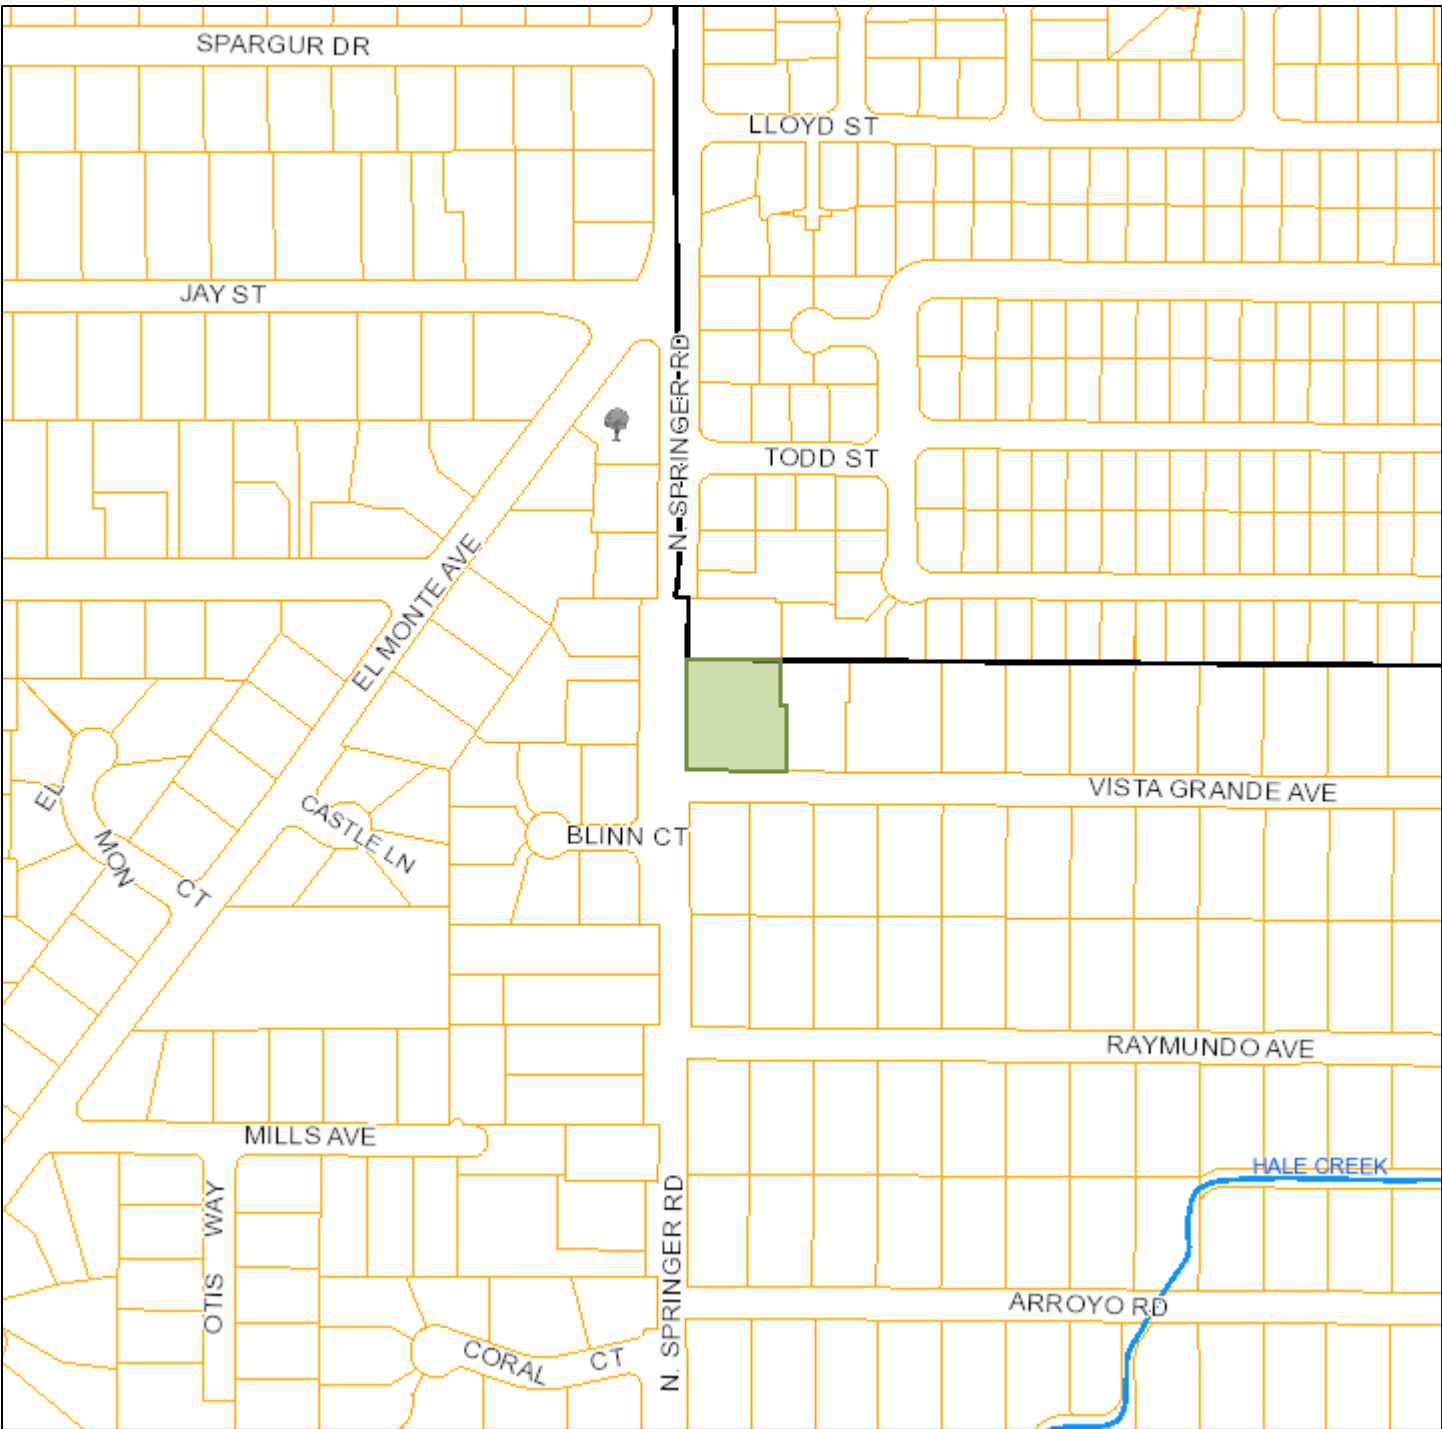 SPARGUR DR
LLOYD ST
JAY ST
N. SPRINGER RD
TODD ST
EL MONTE AVE
VISTA GRANDE AVE
EL
MON
CT
CASTLE LN
BLINN CT
RAYMUNDO AVE
MILLS AVE
HALE CREEK
OTIS WAY
N. SPRINGER RD
ARROYO RD
CORAL CT